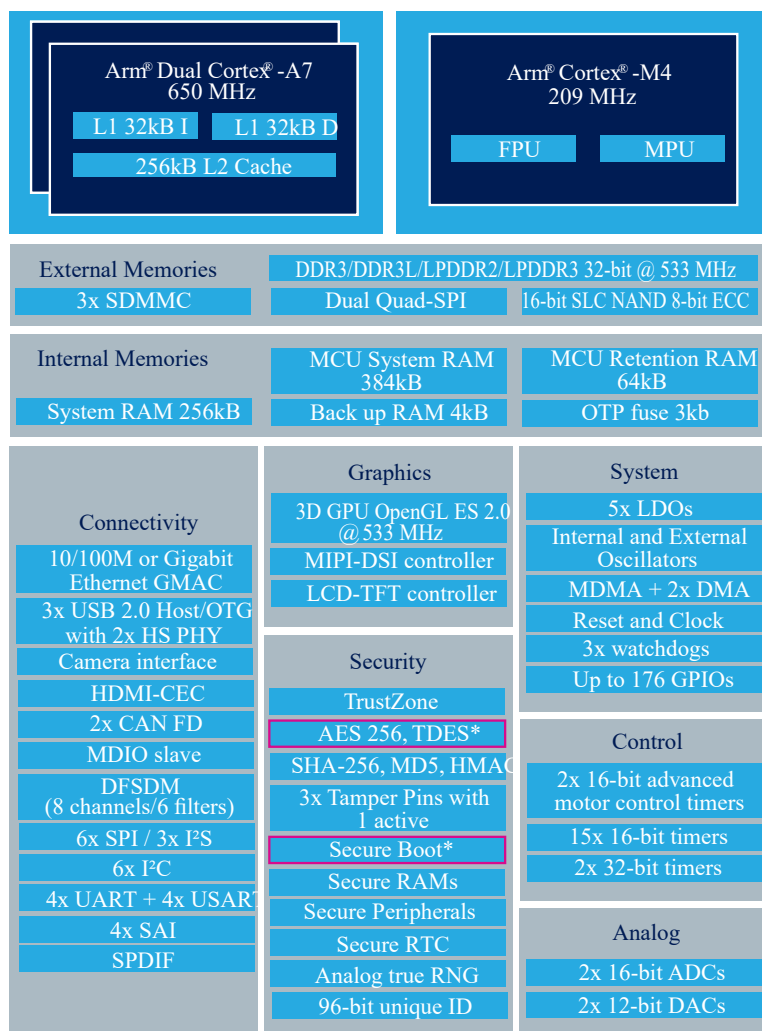 Arm® Dual Cortex® -A7
650 MHz
L1 32kB I
L1 32kB D
256kB L2 Cache
Arm® Cortex® -M4
209 MHz
FPU
MPU
External Memories
DDR3/DDR3L/LPDDR2/LPDDR3 32-bit @ 533 MHz
3x SDMMC
Dual Quad-SPI
16-bit SLC NAND 8-bit ECC
Internal Memories
MCU System RAM
384kB
MCU Retention RAM
64kB
System RAM 256kB
Back up RAM 4kB
OTP fuse 3kb
Connectivity
10/100M or Gigabit
Ethernet GMAC
3x USB 2.0 Host/OTG
with 2x HS PHY
Camera interface
HDMI-CEC
2x CAN FD
MDIO slave
DFSDM
(8 channels/6 filters)
6x SPI / 3x I²S
6x I²C
4x UART + 4x USART
4x SAI
SPDIF
Graphics
3D GPU OpenGL ES 2.0
@533 MHz
MIPI-DSI controller
LCD-TFT controller
Security
TrustZone
AES 256, TDES*
SHA-256, MD5, HMAC
3x Tamper Pins with
1 active
Secure Boot*
Secure RAMs
Secure Peripherals
Secure RTC
Analog true RNG
96-bit unique ID
System
5x LDOs
Internal and External
Oscillators
MDMA + 2x DMA
Reset and Clock
3x watchdogs
Up to 176 GPIOs
Control
2x 16-bit advanced
motor control timers
15x 16-bit timers
2x 32-bit timers
Analog
2x 16-bit ADCs
2x 12-bit DACs